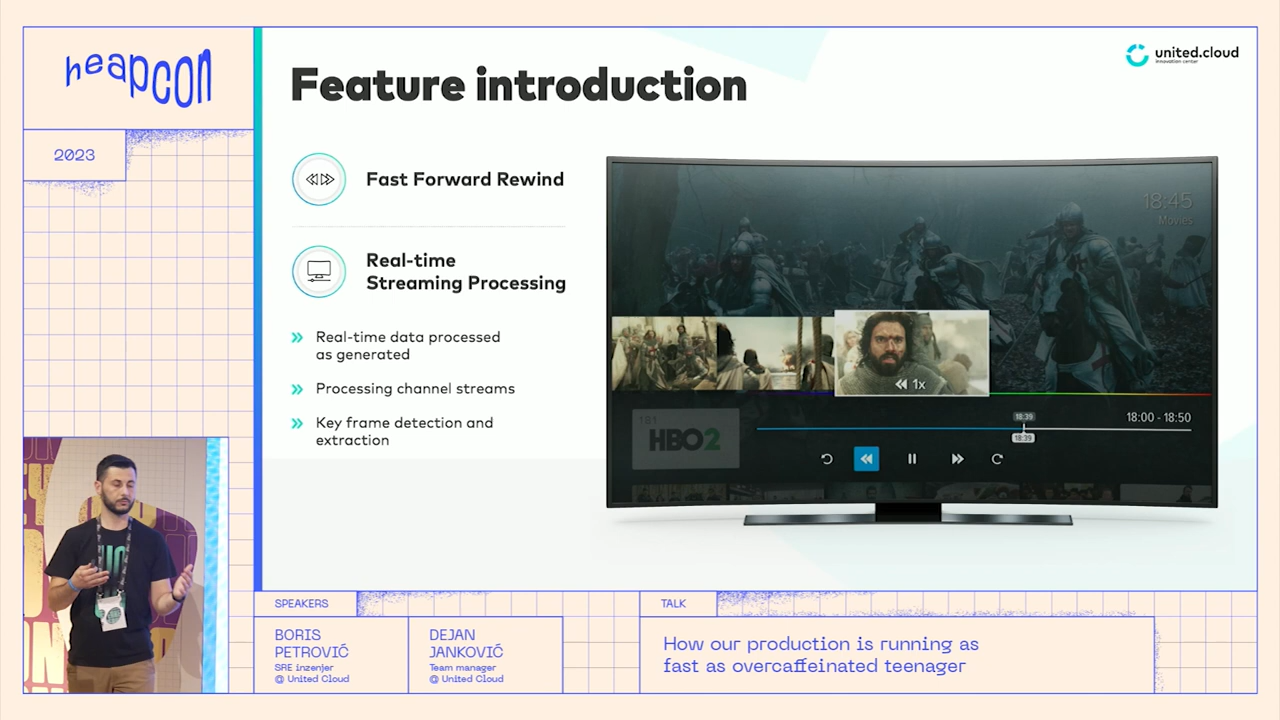 heapcon
2023
united.cloud
innovation center
Feature introduction
Fast Forward Rewind
Real-time
Streaming Processing
Real-time data processed
as generated
Processing channel streams
Key frame detection and
extraction
18:45
Movies
1x
181
HBO2
18:39
18:39
18:00 - 18:50
SPEAKERS
BORIS
PETROVIĆ
SRE inzenjer
@ United Cloud
DEJAN
JANKOVIĆ
Team manager
@ United Cloud
TALK
How our production is running as
fast as overcaffeinated teenager